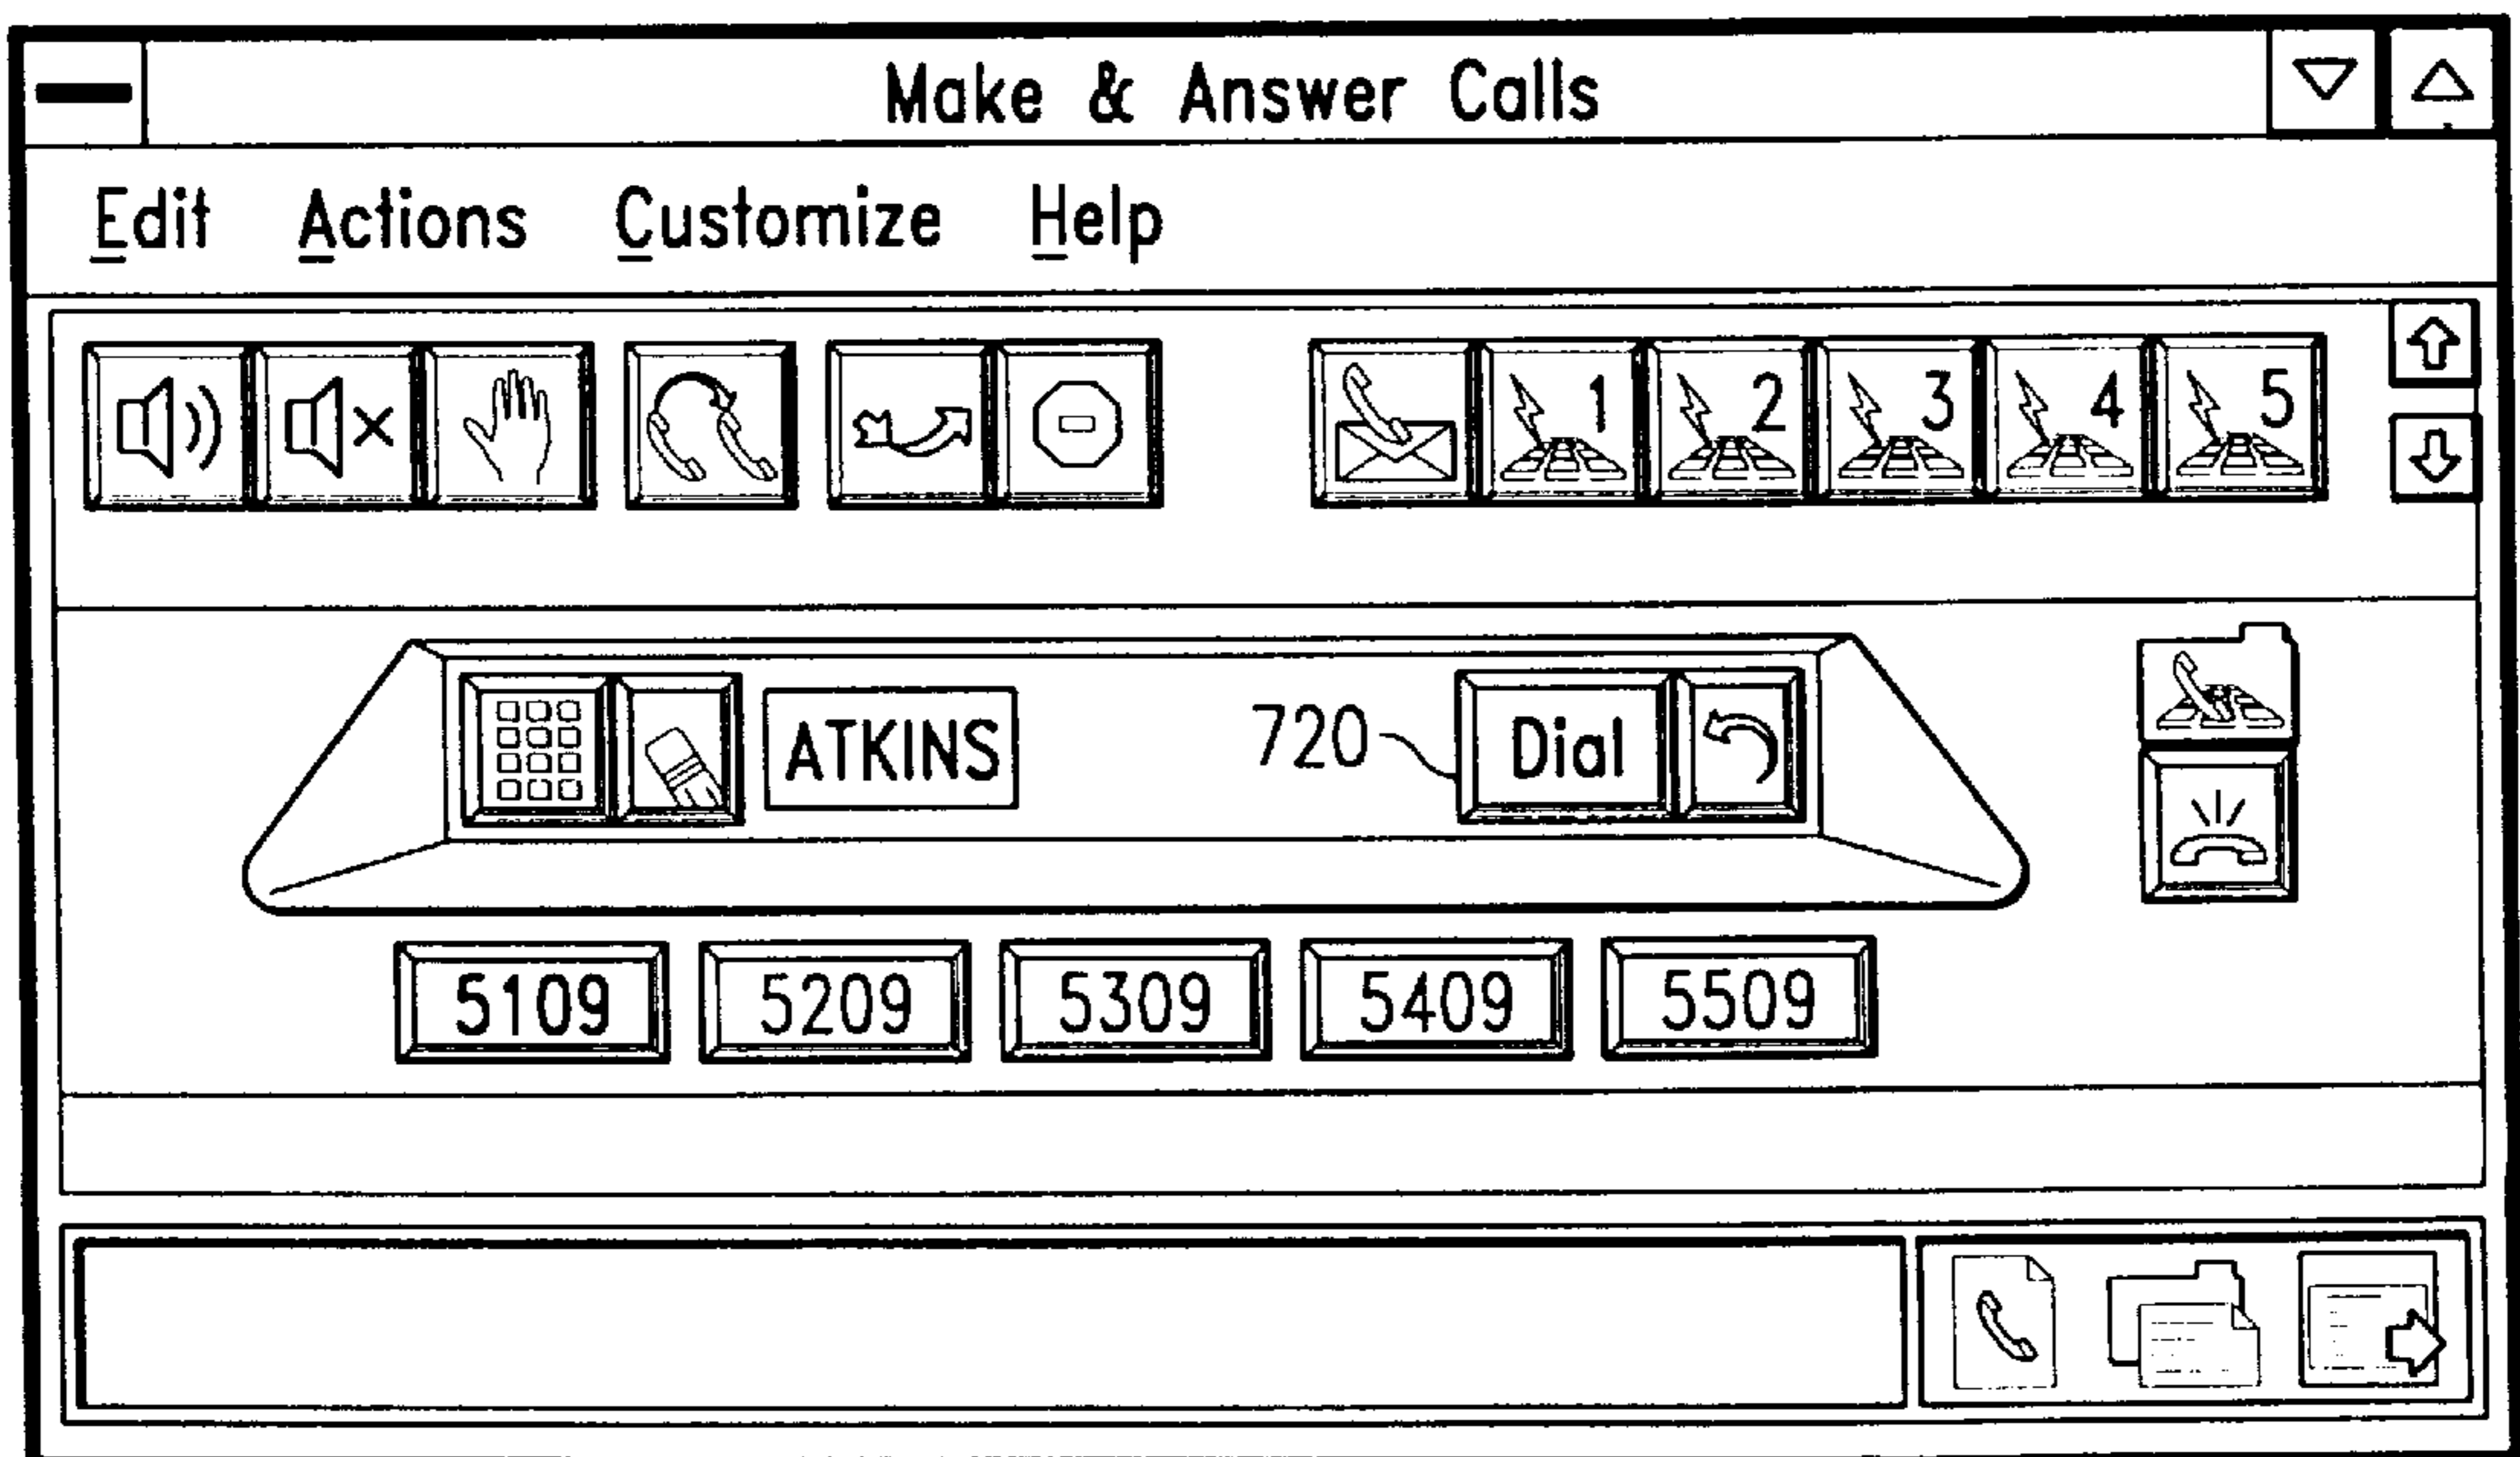 Make & Answer Calls
Edit Actions Customize Help
1 2 3 4 5
ATKINS 720 Dial
5109 5209 5309 5409 5509